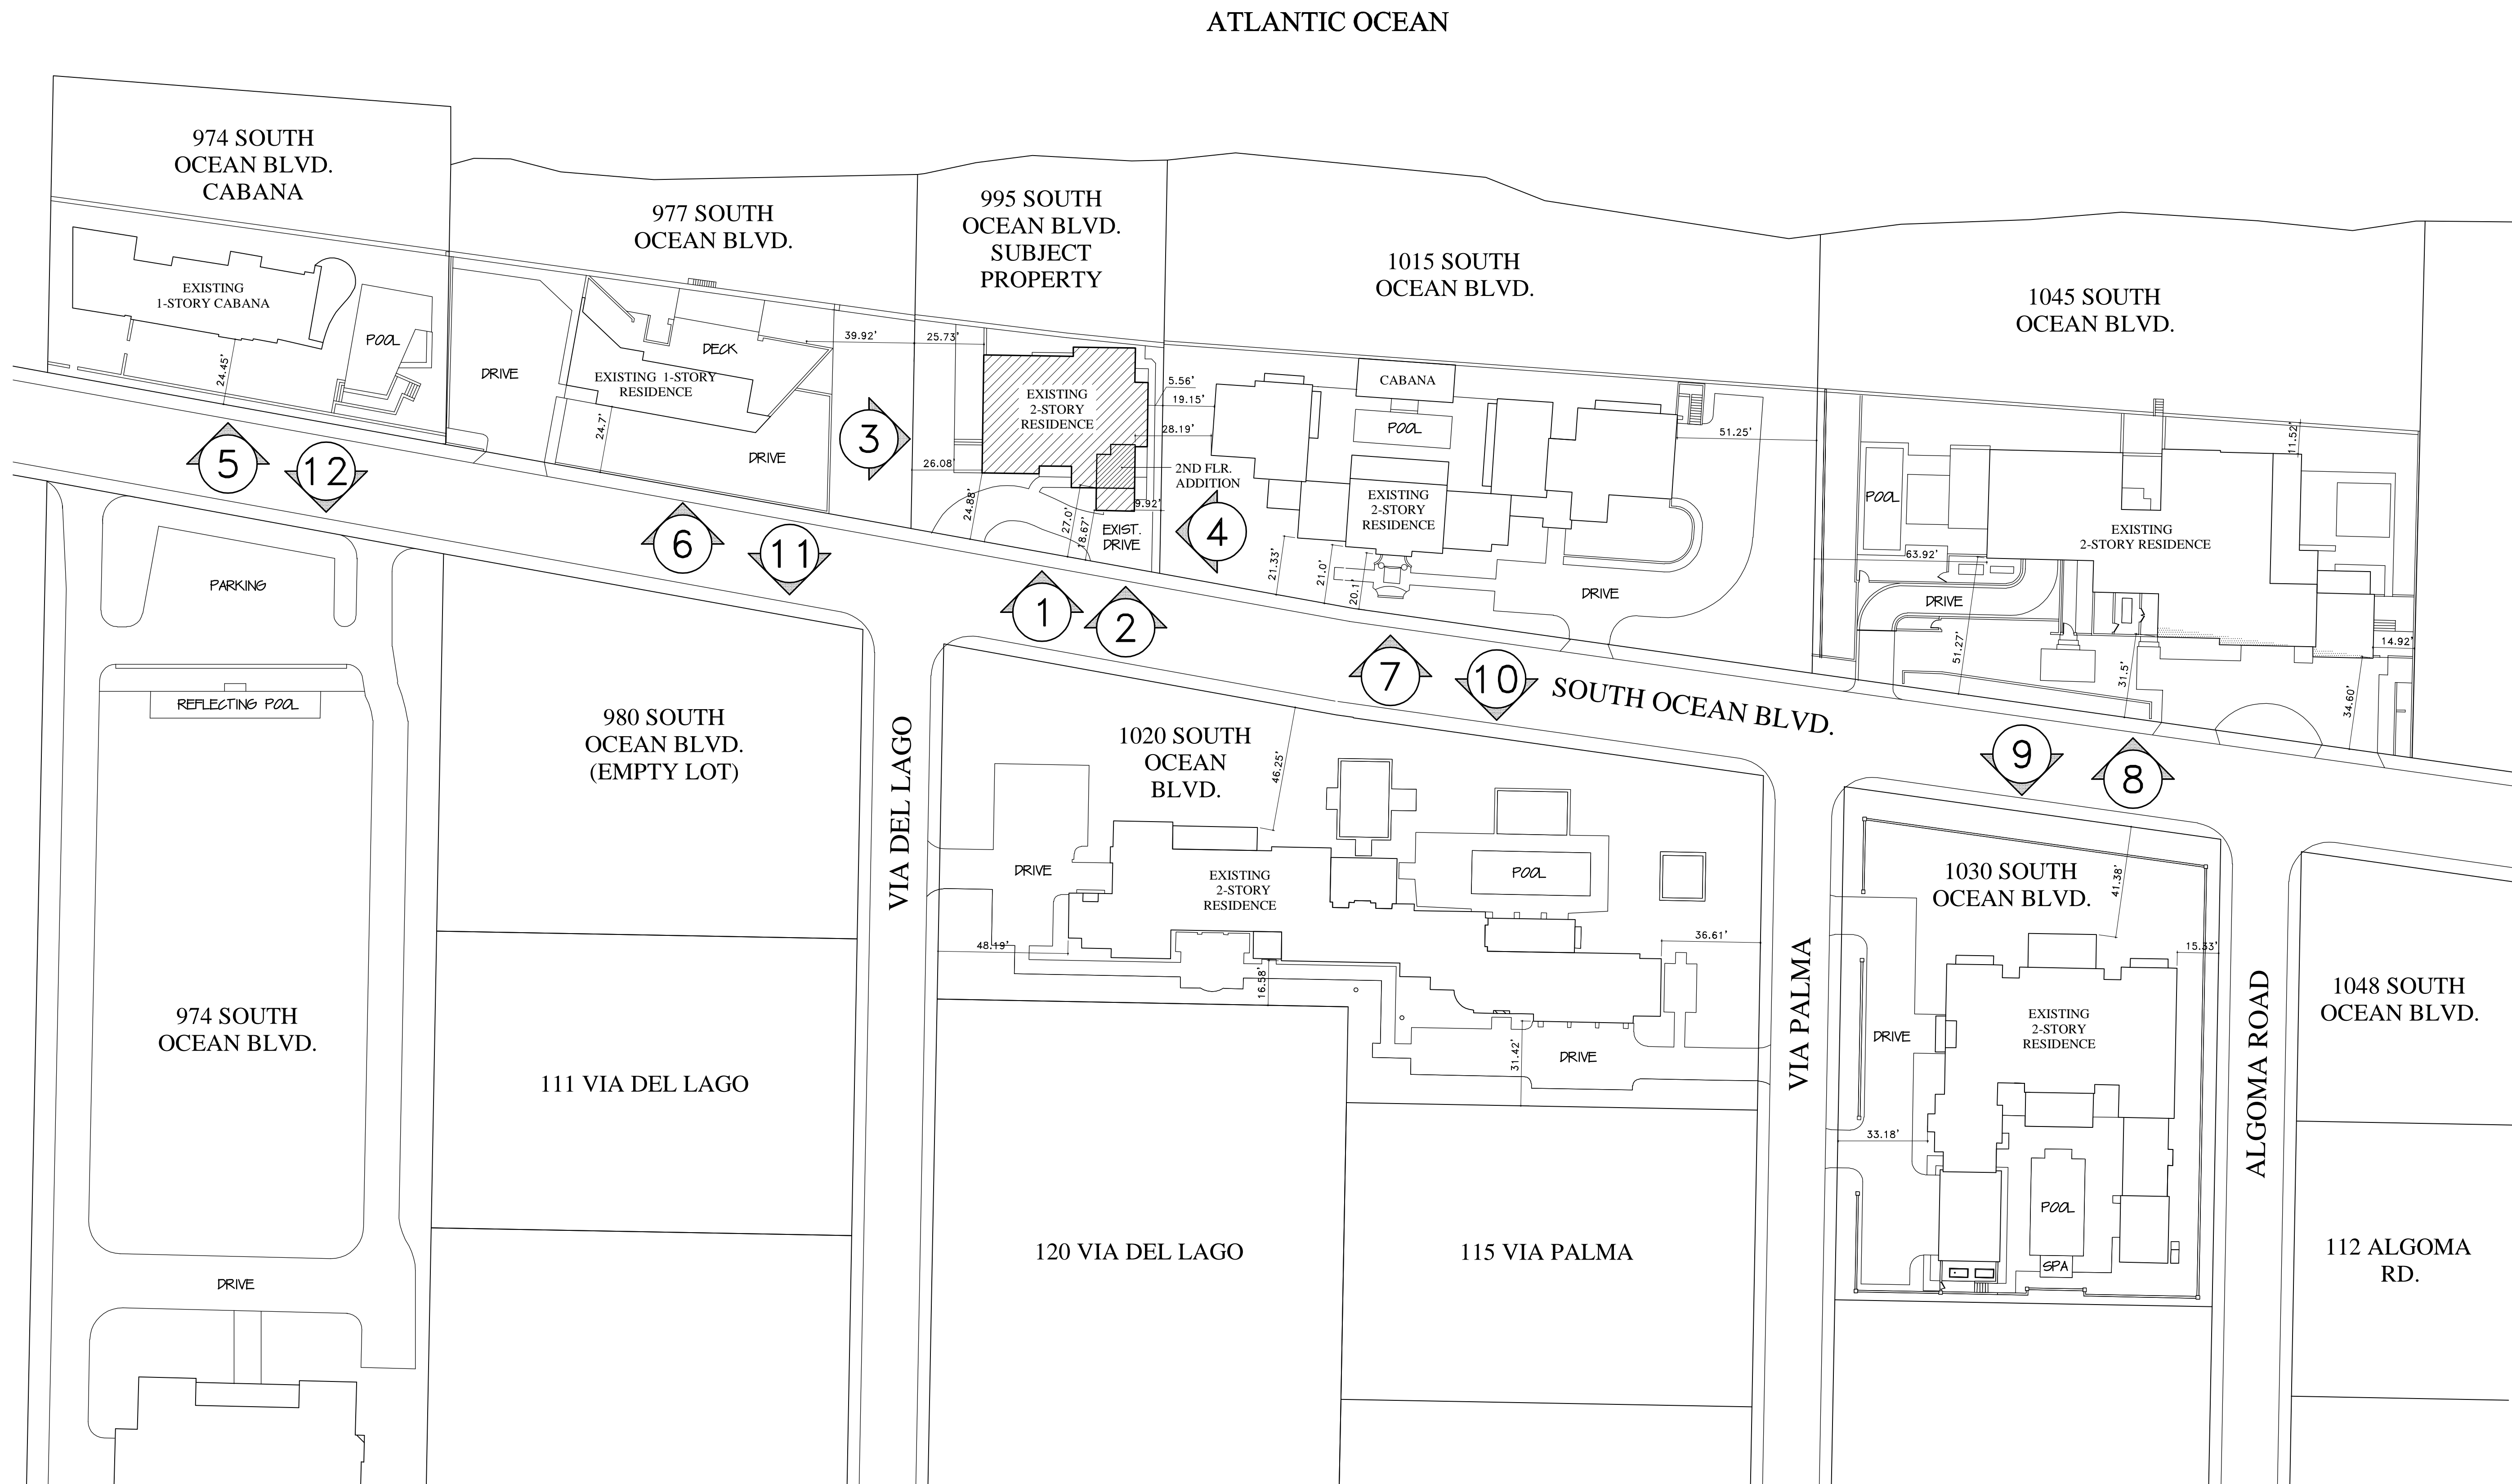 ATLANTIC OCEAN
974 SOUTH
OCEAN BLVD.
CABANA
EXISTING
1-STORY CABANA
POOL
24.45'
977 SOUTH
OCEAN BLVD.
DECK
DRIVE
EXISTING 1-STORY
RESIDENCE
24.7'
DRIVE
39.92'
25.73'
995 SOUTH
OCEAN BLVD.
SUBJECT
PROPERTY
EXISTING
2-STORY
RESIDENCE
5.56'
19.15'
28.19'
26.08'
2ND FLR.
ADDITION
24.88'
27.0'
18.67'
9.92'
EXIST.
DRIVE
1015 SOUTH
OCEAN BLVD.
CABANA
POOL
EXISTING
2-STORY
RESIDENCE
51.25'
21.33'
21.0'
20.1'
DRIVE
1045 SOUTH
OCEAN BLVD.
11.52'
POOL
EXISTING
2-STORY RESIDENCE
63.92'
DRIVE
51.27'
31.5'
14.92'
34.60'
5
12
6
11
3
4
1
2
7
10
9
8
SOUTH OCEAN BLVD.
PARKING
REFLECTING POOL
974 SOUTH
OCEAN BLVD.
DRIVE
980 SOUTH
OCEAN BLVD.
(EMPTY LOT)
111 VIA DEL LAGO
VIA DEL LAGO
1020 SOUTH
OCEAN
BLVD.
46.25'
DRIVE
EXISTING
2-STORY
RESIDENCE
POOL
48.19'
36.61'
16.58'
31.42'
DRIVE
120 VIA DEL LAGO
115 VIA PALMA
VIA PALMA
1030 SOUTH
OCEAN BLVD.
41.38'
15.33'
EXISTING
2-STORY
RESIDENCE
DRIVE
33.18'
POOL
SPA
ALGOMA ROAD
1048 SOUTH
OCEAN BLVD.
112 ALGOMA
RD.